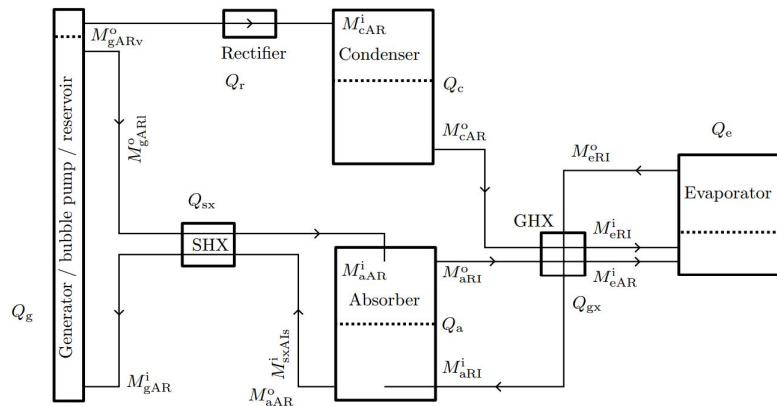 M^o_gARv
Rectifier
Q_r
M^i_cAR
Condenser
Q_c
M^o_cAR
Q_e
M^o_eRI
Evaporator
M^i_eRI
M^i_eAR
GHX
Q_gx
Generator / bubble pump / reservoir
Q_g
M^o_gARl
Q_sx
SHX
M^i_gAR
M^i_sxAIs
M^o_aAR
M^i_aAR
Absorber
Q_a
M^o_aRI
M^i_aRI